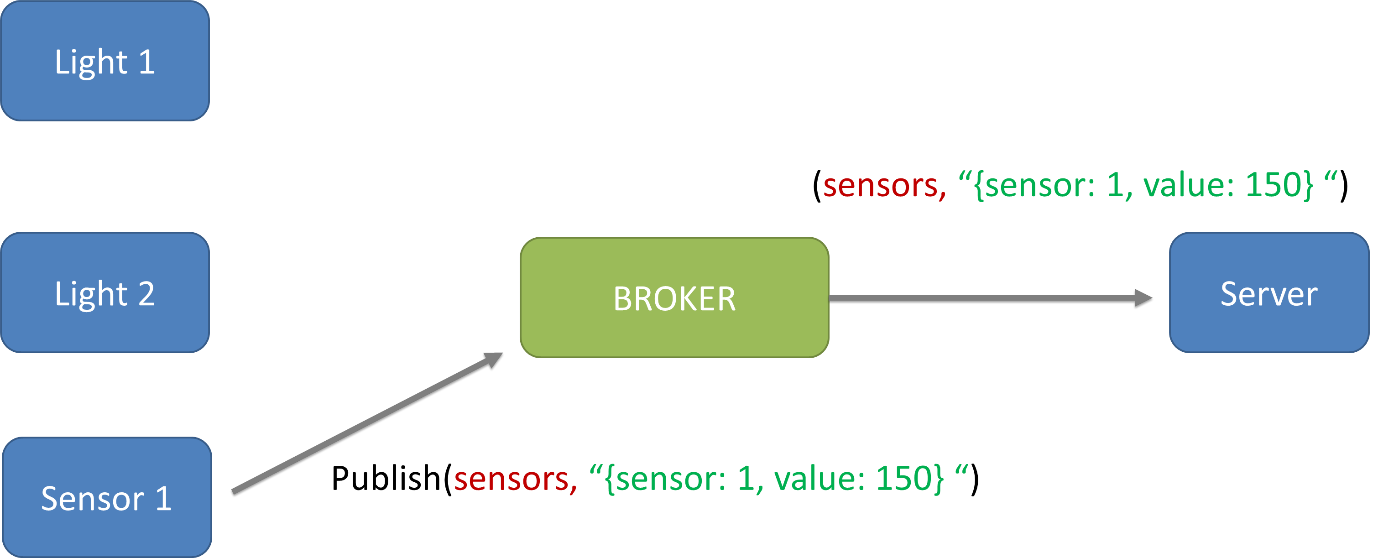 Light 1
(sensors, “{sensor: 1, value: 150} “)
Light 2
BROKER
Server
Publish(sensors, “{sensor: 1, value: 150} “)
Sensor 1